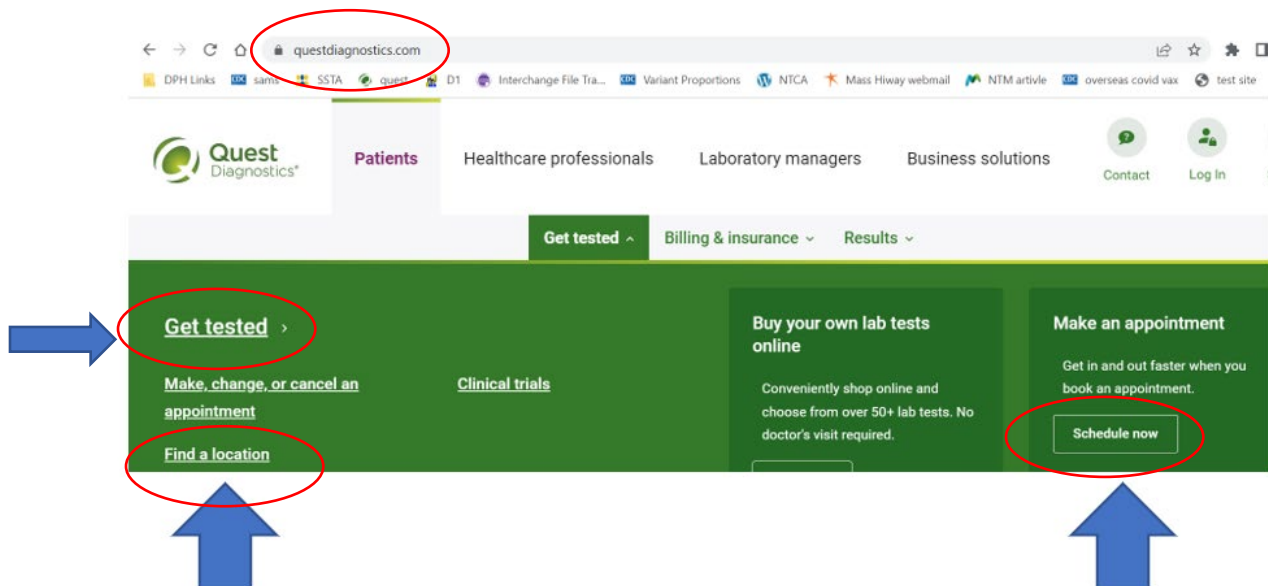 questdiagnostics.com
DPH Links sams SSTA quest D1 Interchange File Tra... Variant Proportions NTCA Mass Hiway webmail NTM artivle overseas covid vax test site
Quest
Diagnostics
Patients Healthcare professionals Laboratory managers Business solutions
Contact Log In
Get tested Billing & insurance Results
Get tested
Make, change, or cancel an
appointment
Find a location
Clinical trials
Buy your own lab tests
online
Conveniently shop online and
choose from over 50+ lab tests. No
doctor's visit required.
Make an appointment
Get in and out faster when you
book an appointment.
Schedule now